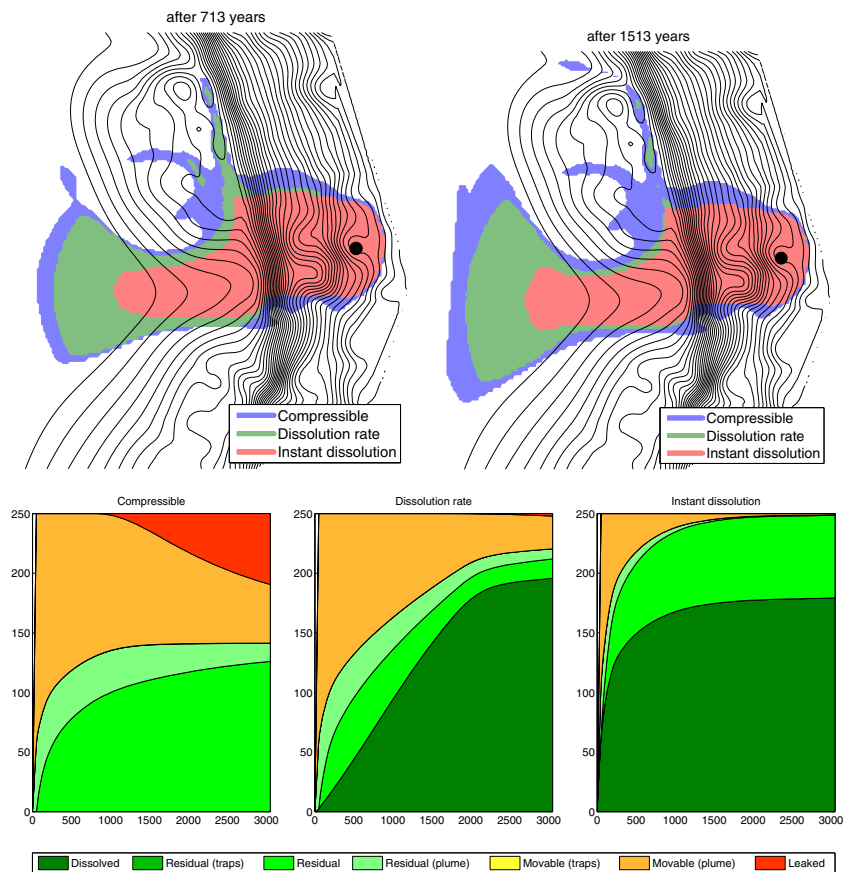 after 713 years
after 1513 years
Compressible
Dissolution rate
Instant dissolution
Compressible
Dissolution rate
Instant dissolution
Compressible
Dissolution rate
Instant dissolution
250
200
150
100
50
0
0 500 1000 1500 2000 2500 3000
250
200
150
100
50
0
0 500 1000 1500 2000 2500 3000
250
200
150
100
50
0
0 500 1000 1500 2000 2500 3000
Dissolved Residual (traps) Residual Residual (plume) Movable (traps) Movable (plume) Leaked